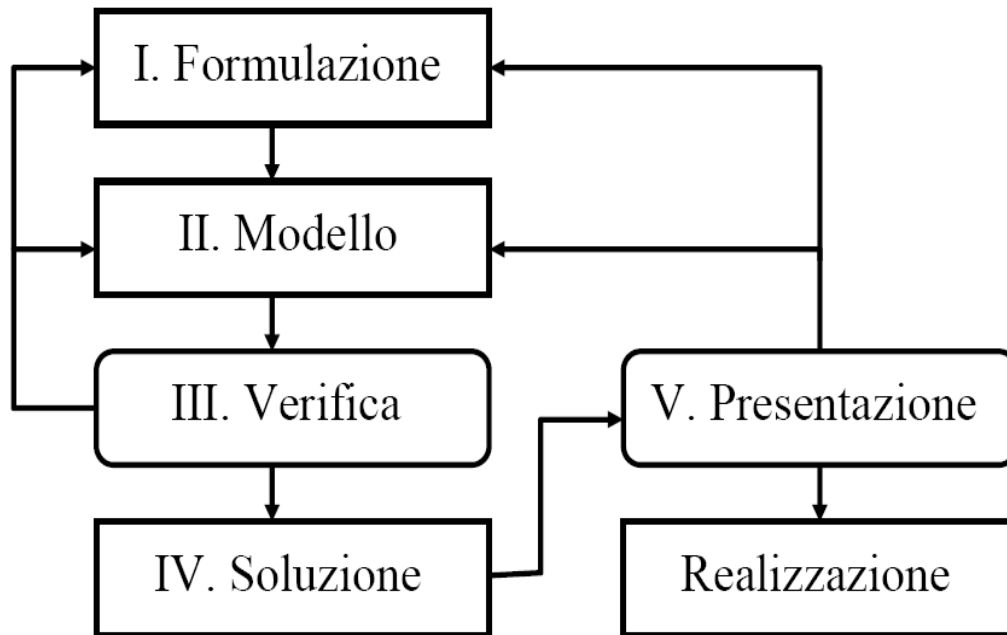 I. Formulazione
II. Modello
III. Verifica
V. Presentazione
IV. Soluzione
Realizzazione